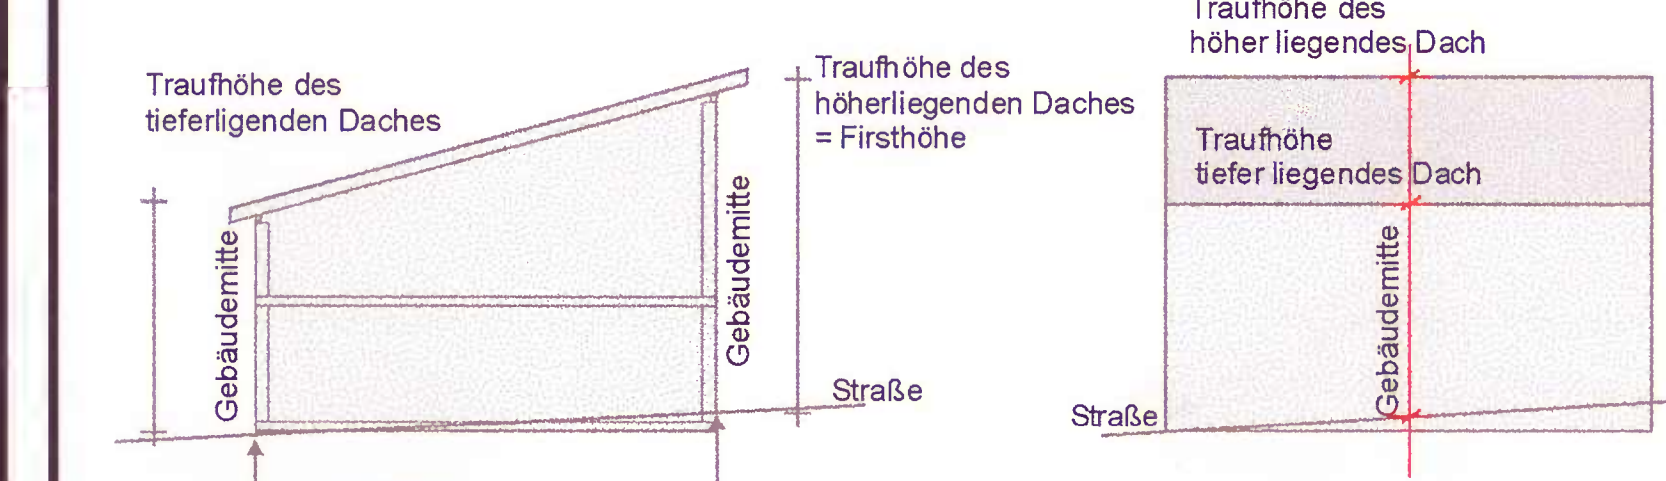 Traufhöhe des
tieferligenden Daches
Gebäudemitte
Gebäudemitte
Traufhöhe des
höherliegenden Daches
= Firsthöhe
Straße
Traufhöhe des
höher liegendes Dach
Traufhöhe
tiefer liegendes Dach
Gebäudemitte
Straße